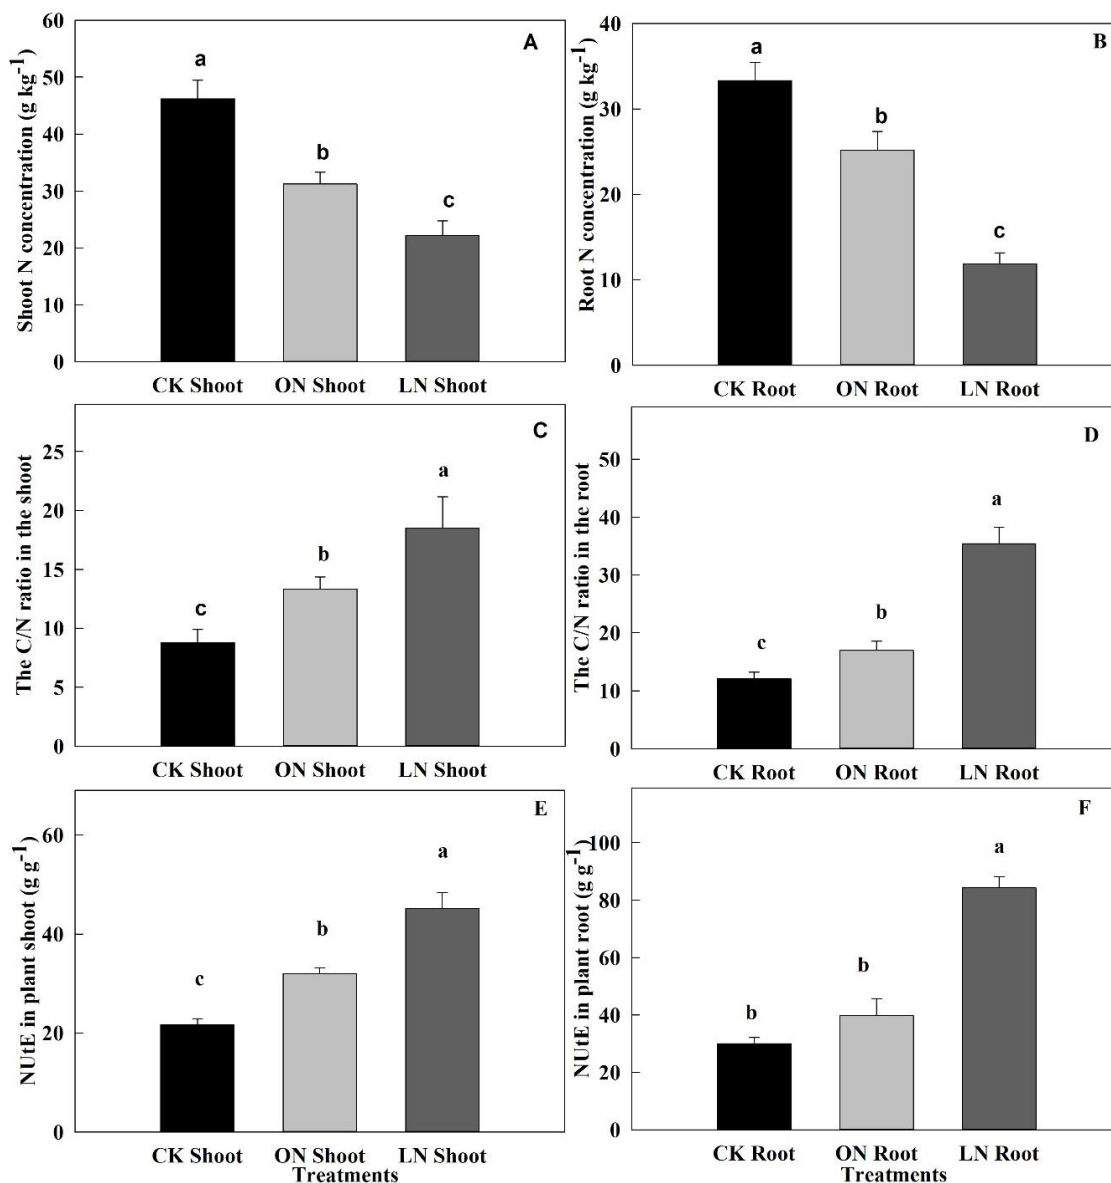 Shoot N concentration (g kg-1)
60
50
40
30
20
10
0
A
a
b
c
CK Shoot ON Shoot LN Shoot
Root N concentration (g kg-1)
40
30
20
10
0
B
a
b
c
CK Root ON Root LN Root
The C/N ratio in the shoot
25
20
15
10
5
0
C
c
b
a
CK Shoot ON Shoot LN Shoot
The C/N ratio in the root
50
40
30
20
10
0
D
c
b
a
CK Root ON Root LN Root
NUtE in plant shoot (g g-1)
60
40
20
0
E
c
b
a
CK Shoot ON Shoot LN Shoot
Treatments
NUtE in plant root (g g-1)
100
80
60
40
20
0
F
b
b
a
CK Root ON Root LN Root
Treatments